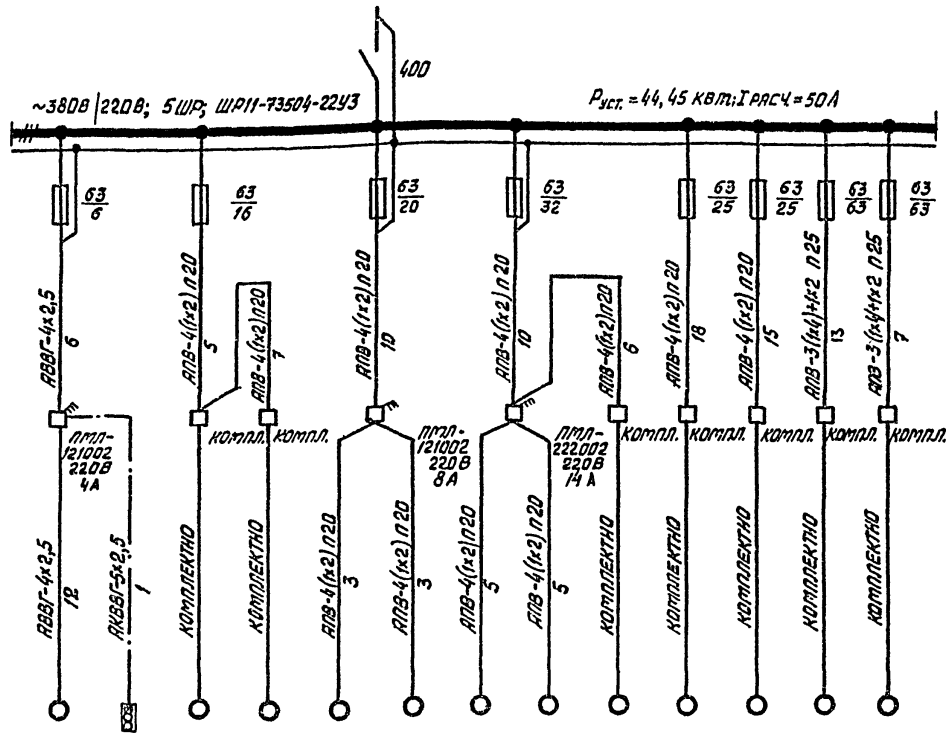 400
~380В/220В; 5ШР; ШР11-73504-22У3
Руст.=44,45 кВт; Iрасч=50А
63/6
63/16
63/20
63/32
63/25
63/25
63/63
63/63
АВВГ-4х2,5
6
АПВ-4(1х2)П20
5
АПВ-4(1х2)П20
7
АПВ-4(1х2)П20
10
АПВ-4(1х2)П20
10
АПВ-4(1х2)П20
6
АПВ-4(1х2)П20
18
АПВ-4(1х2)П20
15
АПВ-3(1х4)+1х2 П25
13
АПВ-3(1х4)+1х2 П25
7
ПМЛ-
121002
220В
4А
КОМПЛ.
КОМПЛ.
ПМЛ-
121002
220В
8А
ПМЛ-
222002
220В
14А
КОМПЛ.
КОМПЛ.
КОМПЛ.
КОМПЛ.
КОМПЛ.
АВВГ-4х2,5
12
АКВВГ-5х2,5
1
КОМПЛЕКТНО
КОМПЛЕКТНО
АПВ-4(1х2)П20
3
АПВ-4(1х2)П20
3
АПВ-4(1х2)П20
5
АПВ-4(1х2)П20
5
КОМПЛЕКТНО
КОМПЛЕКТНО
КОМПЛЕКТНО
КОМПЛЕКТНО
КОМПЛЕКТНО